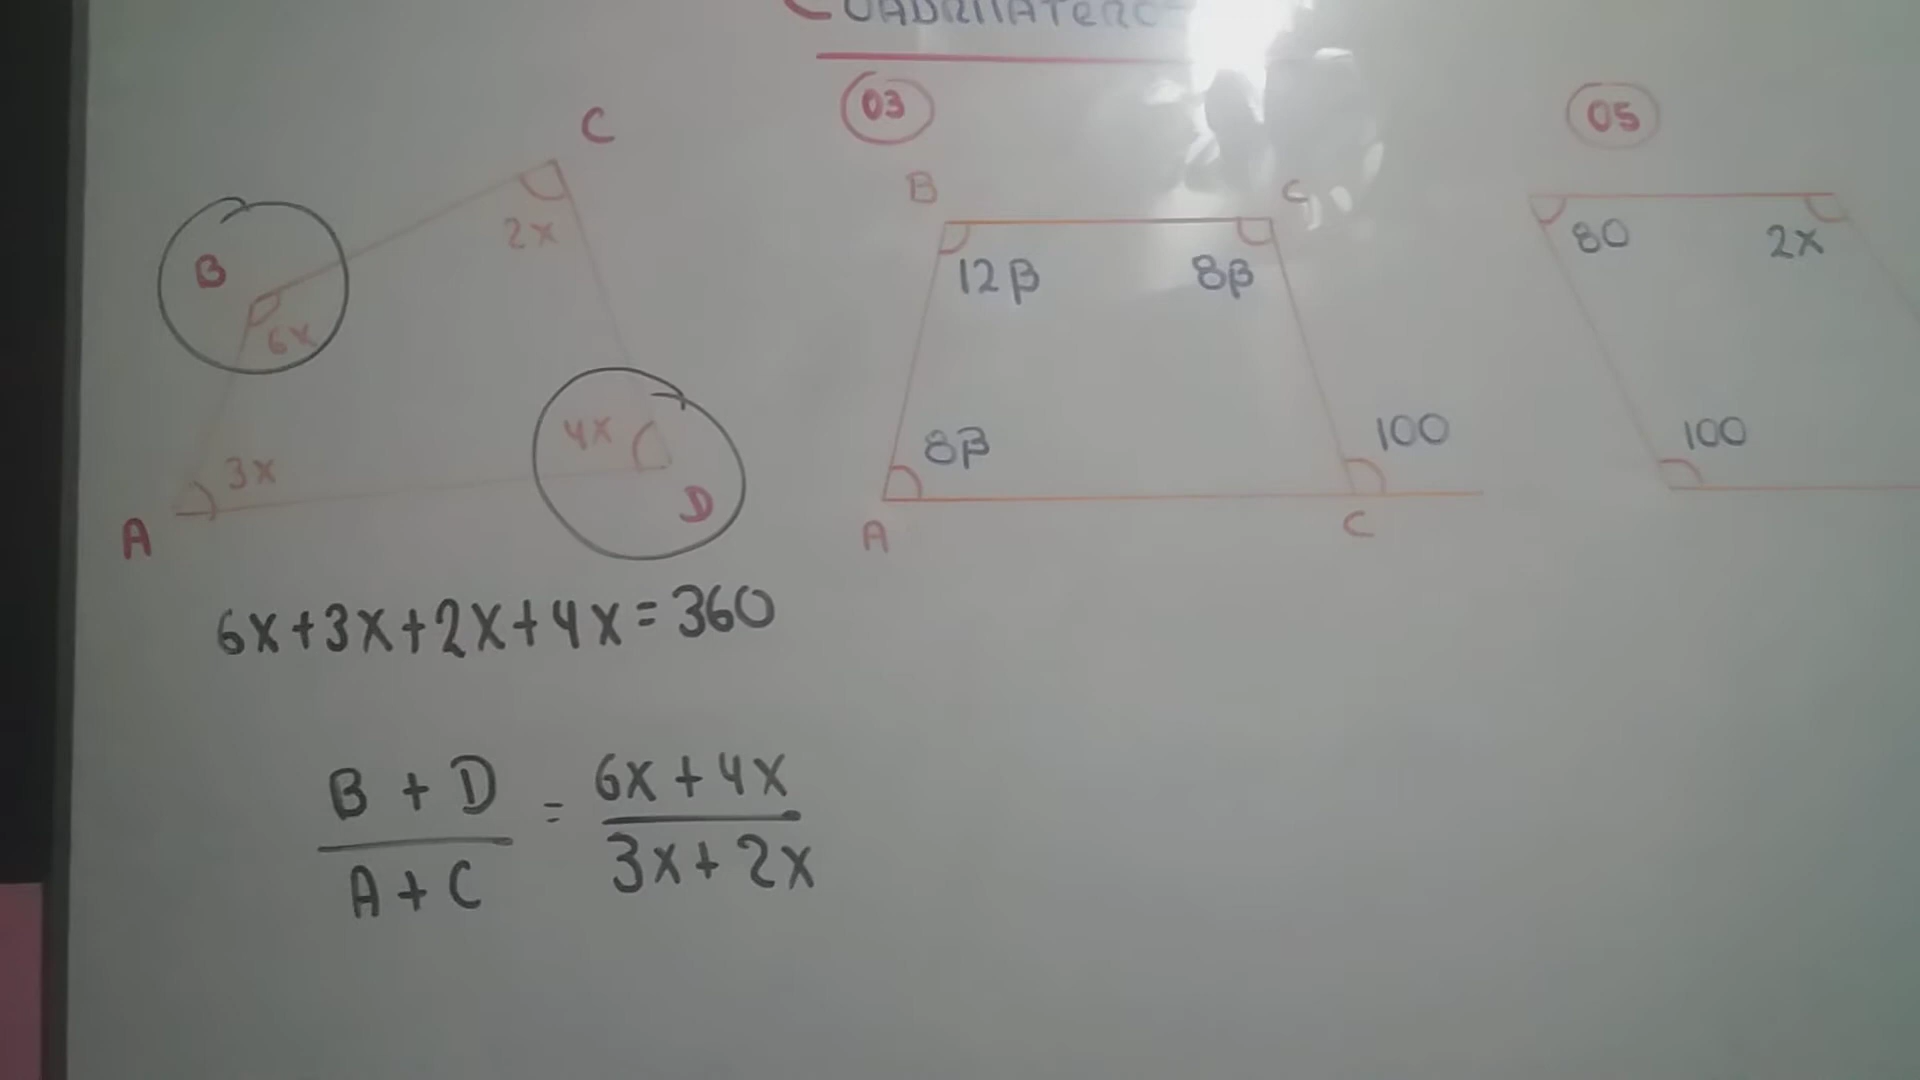 CUADRILATERO
03
05
B
C
2x
6x
4x
3x
A
D
B
C
12β
8β
8β
100
A
C
80
2x
100
6x+3x+2x+4x=360
B + D / A + C = 6x + 4x / 3x + 2x